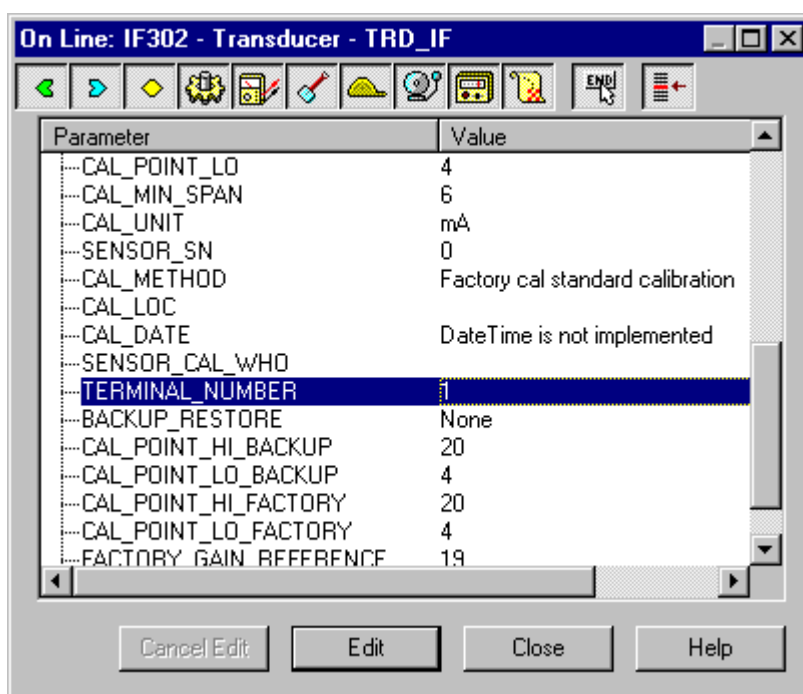 On Line: IF302 - Transducer - TRD_IF
END
Parameter Value
CAL_POINT_LO 4
CAL_MIN_SPAN 6
CAL_UNIT mA
SENSOR_SN 0
CAL_METHOD Factory cal standard calibration
CAL_LOC
CAL_DATE DateTime is not implemented
SENSOR_CAL_WHO
TERMINAL_NUMBER 1
BACKUP_RESTORE None
CAL_POINT_HI_BACKUP 20
CAL_POINT_LO_BACKUP 4
CAL_POINT_HI_FACTORY 20
CAL_POINT_LO_FACTORY 4
FACTORY_GAIN_REFERENCE 19
Cancel Edit Edit Close Help